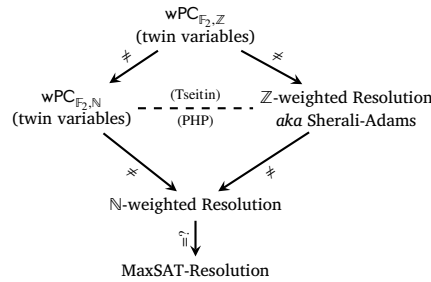 wPC_{𝔽₂,ℤ}
(twin variables)
≠ ≠
wPC_{𝔽₂,ℕ}
(twin variables)
(Tseitin)
(PHP)
ℤ-weighted Resolution
aka Sherali-Adams
≠ ≠
ℕ-weighted Resolution
=?
MaxSAT-Resolution